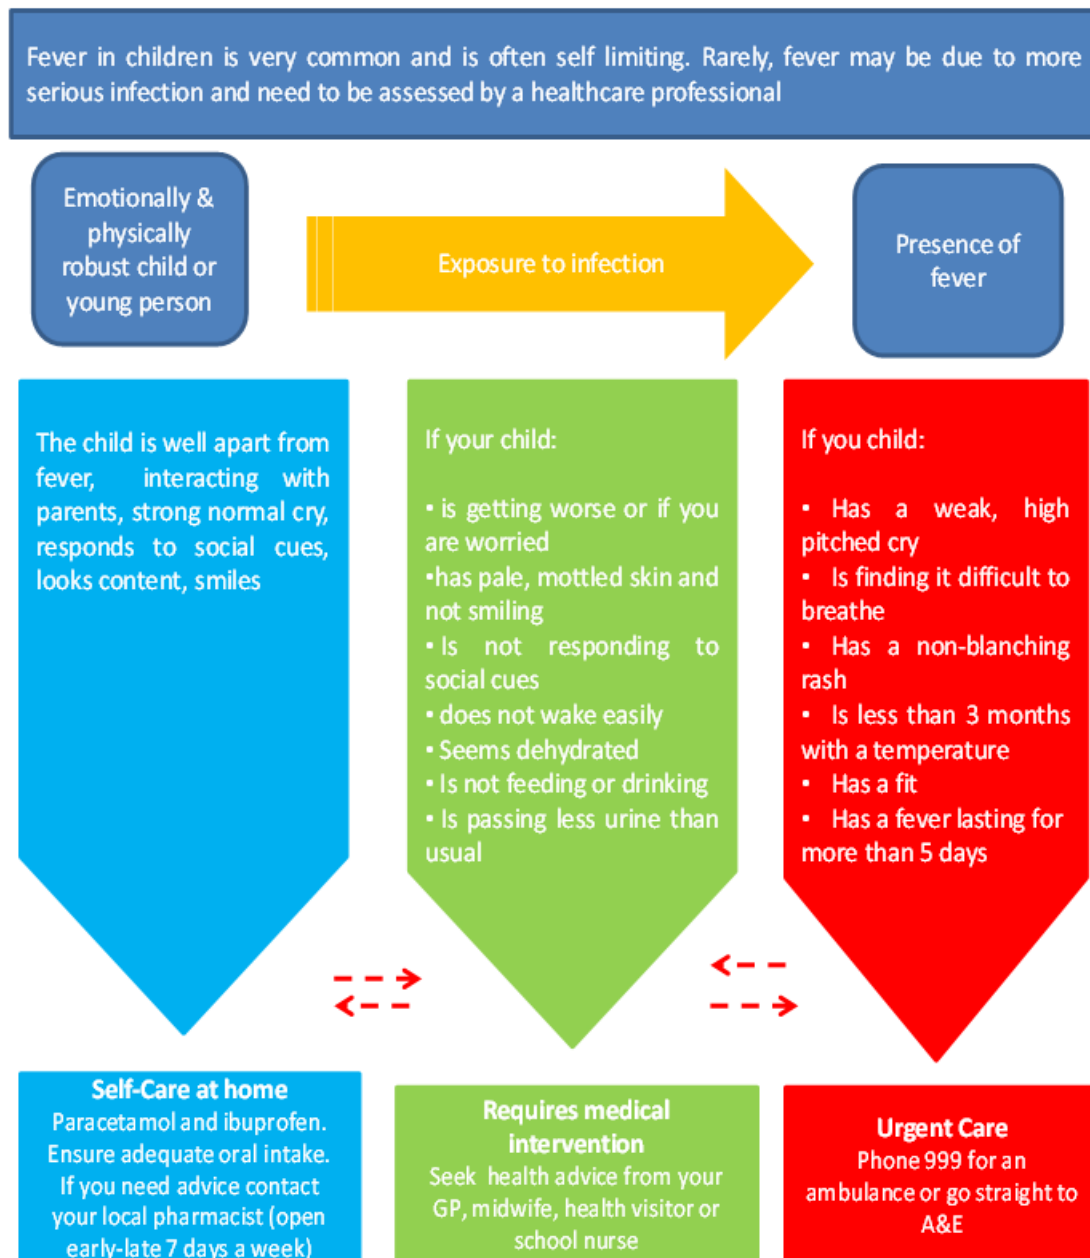 Fever in children is very common and is often self limiting. Rarely, fever may be due to more
serious infection and need to be assessed by a healthcare professional
Emotionally &
physically
robust child or
young person
Exposure to infection
Presence of
fever
The child is well apart from
fever, interacting with
parents, strong normal cry,
responds to social cues,
looks content, smiles
If your child:
• is getting worse or if you
are worried
•has pale, mottled skin and
not smiling
• Is not responding to
social cues
• does not wake easily
• Seems dehydrated
• Is not feeding or drinking
• Is passing less urine than
usual
If you child:
• Has a weak, high
pitched cry
• Is finding it difficult to
breathe
• Has a non-blanching
rash
• Is less than 3 months
with a temperature
• Has a fit
• Has a fever lasting for
more than 5 days
Self-Care at home
Paracetamol and ibuprofen.
Ensure adequate oral intake.
If you need advice contact
your local pharmacist (open
early-late 7 days a week)
Requires medical
intervention
Seek health advice from your
GP, midwife, health visitor or
school nurse
Urgent Care
Phone 999 for an
ambulance or go straight to
A&E